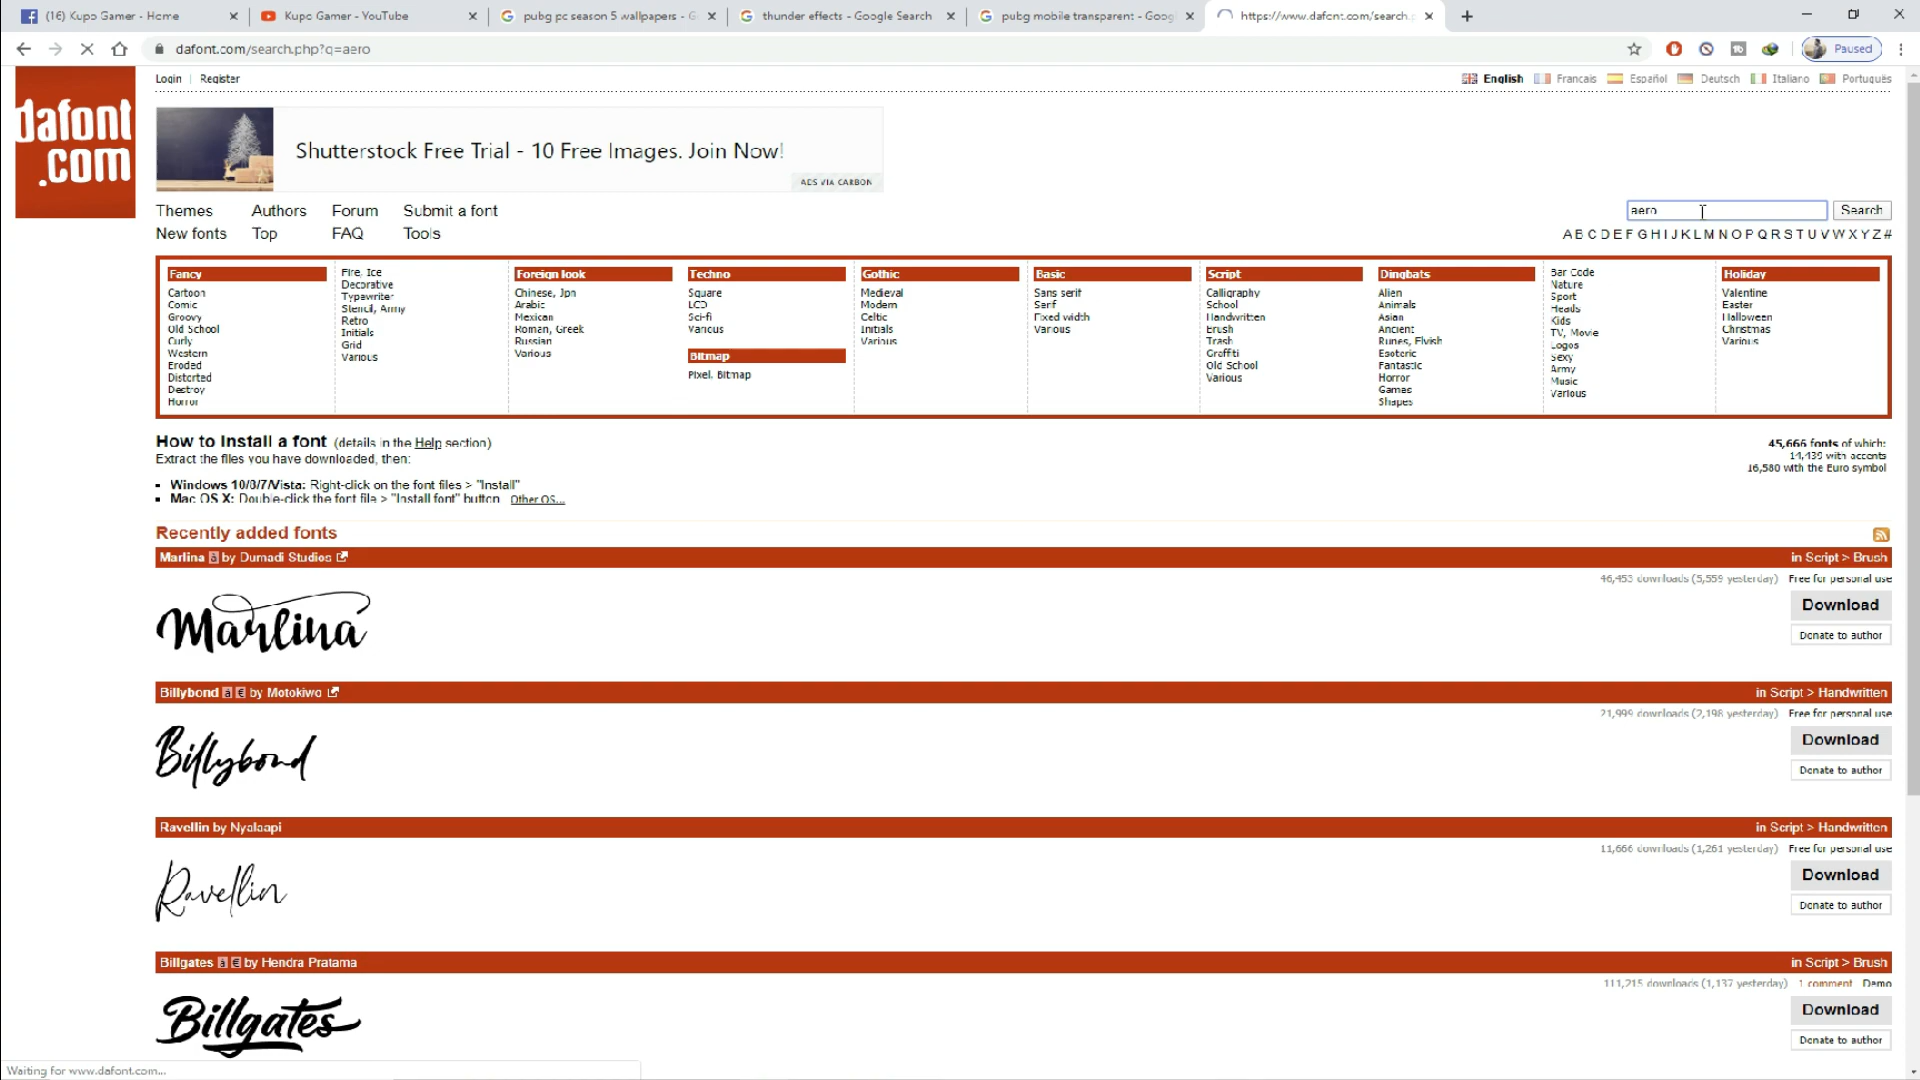 (16) Kupo Gamer - Home
Kupo Gamer - YouTube
pubg pc season 5 wallpapers - G
thunder effects - Google Search
pubg mobile transparent - Goog
https://www.dafont.com/search.p
dafont.com/search.php?q=aero
Paused
dafont
.com
Login
Register
English
Français
Español
Deutsch
Italiano
Português
Shutterstock Free Trial - 10 Free Images. Join Now!
ADS VIA CARBON
Themes
Authors
Forum
Submit a font
New fonts
Top
FAQ
Tools
aero
Search
A B C D E F G H I J K L M N O P Q R S T U V W X Y Z #
Fancy
Cartoon
Comic
Groovy
Old School
Curly
Western
Eroded
Distorted
Destroy
Horror
Fire, Ice
Decorative
Typewriter
Stencil, Army
Retro
Initials
Grid
Various
Foreign look
Chinese, Jpn
Arabic
Mexican
Roman, Greek
Russian
Various
Techno
Square
LCD
Sci-fi
Various
Bitmap
Pixel, Bitmap
Gothic
Medieval
Modern
Celtic
Initials
Various
Basic
Sans serif
Serif
Fixed width
Various
Script
Calligraphy
School
Handwritten
Brush
Trash
Graffiti
Old School
Various
Dingbats
Alien
Animals
Asian
Ancient
Runes, Elvish
Esoteric
Fantastic
Horror
Games
Shapes
Bar Code
Nature
Sport
Heads
Kids
TV, Movie
Logos
Sexy
Army
Music
Various
Holiday
Valentine
Easter
Halloween
Christmas
Various
How to install a font (details in the Help section)
Extract the files you have downloaded, then:
Windows 10/8/7/Vista: Right-click on the font files > "Install"
Mac OS X: Double-click the font file > "Install font" button Other OS...
45,666 fonts of which:
14,439 with accents
16,580 with the Euro symbol
Recently added fonts
Marlina à by Dumadi Studios
in Script > Brush
46,453 downloads (5,559 yesterday) Free for personal use
Marlina
Download
Donate to author
Billybond à € by Motokiwo
in Script > Handwritten
21,999 downloads (2,198 yesterday) Free for personal use
Billybond
Download
Donate to author
Ravellin by Nyalaapi
in Script > Handwritten
11,666 downloads (1,261 yesterday) Free for personal use
Ravellin
Download
Donate to author
Billgates à € by Hendra Pratama
in Script > Brush
111,215 downloads (1,137 yesterday) 1 comment Demo
Billgates
Download
Donate to author
Waiting for www.dafont.com...